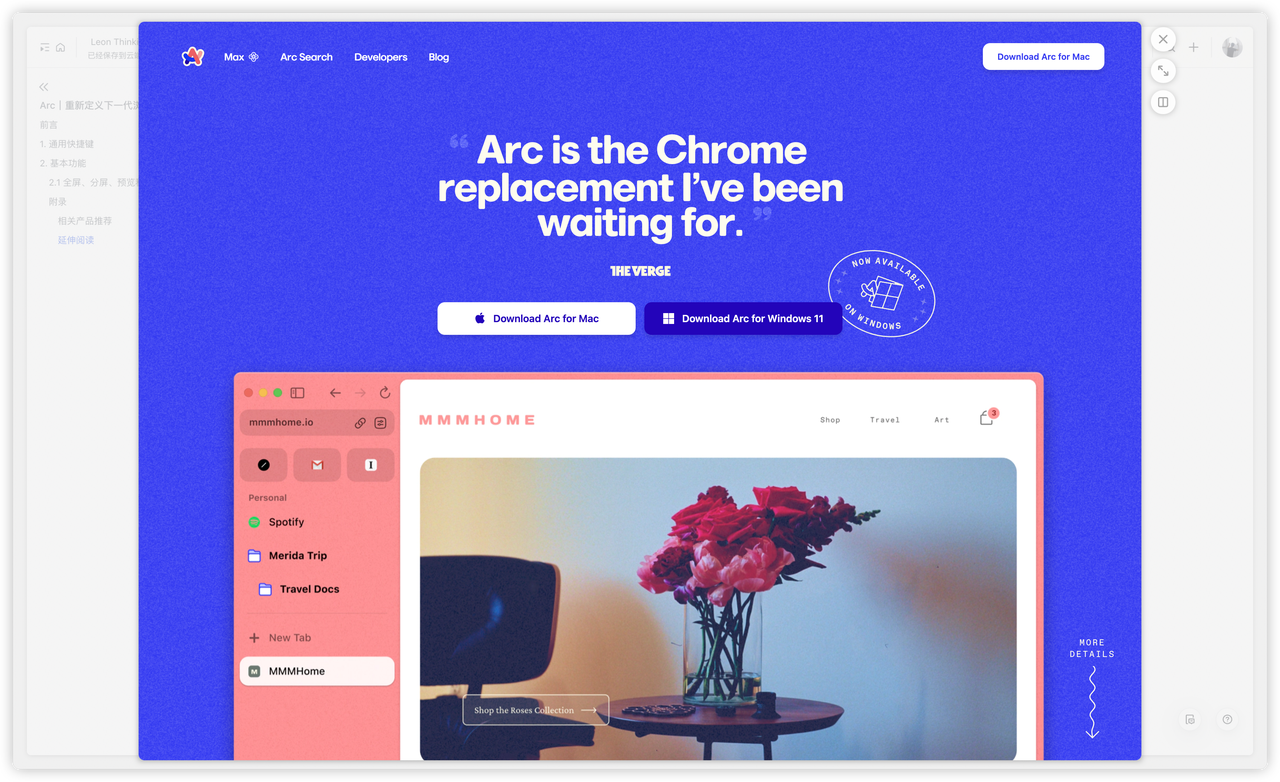 Leon Think
已经保存到云
Arc | 重新定义下一代
前言
1. 通用快捷键
2. 基本功能
2.1 全屏、分屏、预览
附录
相关产品推荐
延伸阅读
Max
Arc Search
Developers
Blog
Download Arc for Mac
“ Arc is the Chrome
replacement I’ve been
waiting for. ”
THE VERGE
NOW AVAILABLE
ON WINDOWS
Download Arc for Mac
Download Arc for Windows 11
mmmhome.io
I
Personal
Spotify
Merida Trip
Travel Docs
New Tab
M
MMMHome
MMMHOME
Shop
Travel
Art
3
Shop the Roses Collection
MORE
DETAILS